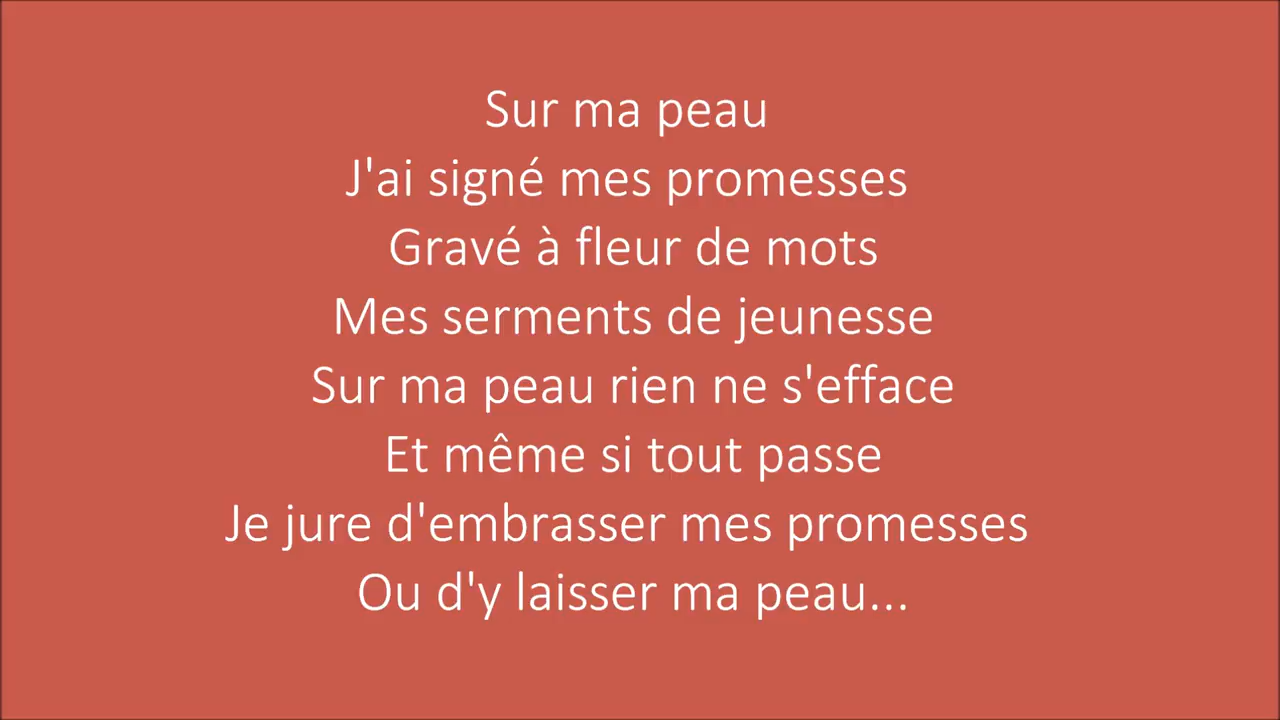 Sur ma peau
J'ai signé mes promesses
Gravé à fleur de mots
Mes serments de jeunesse
Sur ma peau rien ne s'efface
Et même si tout passe
Je jure d'embrasser mes promesses
Ou d'y laisser ma peau...